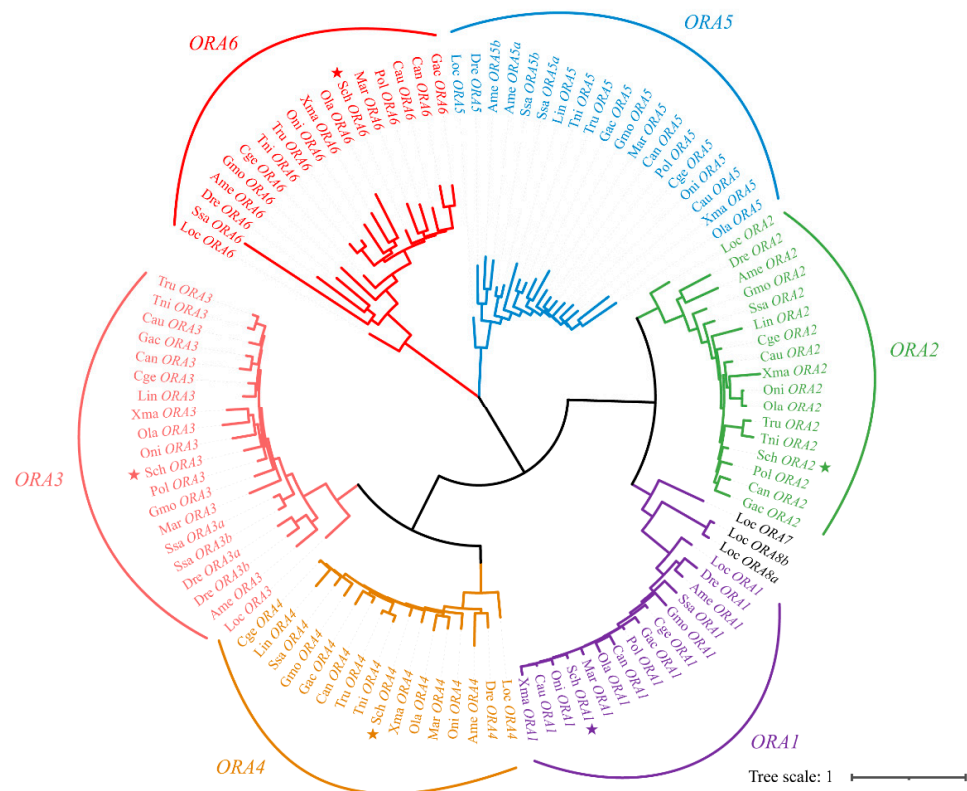 ORA6
ORA5
Loc ORA6
Ssa ORA6
Dre ORA6
Ame ORA6
Gmo ORA6
Cge ORA6
Tni ORA6
Tru ORA6
Oni ORA6
Xma ORA6
Ola ORA6
★ Sch ORA6
Mar ORA6
Pol ORA6
Cau ORA6
Can ORA6
Gac ORA6
Loc ORA5
Dre ORA5
Ame ORA5b
Ame ORA5a
Ssa ORA5b
Ssa ORA5a
Lin ORA5
Tni ORA5
Tru ORA5
Gac ORA5
Gmo ORA5
Mar ORA5
Can ORA5
Pol ORA5
Cge ORA5
Oni ORA5
Cau ORA5
Xma ORA5
Ola ORA5
Loc ORA2
Dre ORA2
Ame ORA2
Gmo ORA2
Ssa ORA2
Lin ORA2
Cge ORA2
Cau ORA2
Xma ORA2
Oni ORA2
Ola ORA2
Tru ORA2
Tni ORA2
Sch ORA2 ★
Pol ORA2
Can ORA2
Gac ORA2
ORA2
Loc ORA7
Loc ORA8b
Loc ORA8a
Loc ORA1
Dre ORA1
Ame ORA1
Ssa ORA1
Gmo ORA1
Cge ORA1
Gac ORA1
Pol ORA1
Can ORA1
Ola ORA1
Mar ORA1
Sch ORA1 ★
Oni ORA1
Cau ORA1
Xma ORA1
ORA1
Loc ORA4
Dre ORA4
Ame ORA4
Oni ORA4
Mar ORA4
Ola ORA4
Xma ORA4
★ Sch ORA4
Tni ORA4
Tru ORA4
Can ORA4
Gac ORA4
Gmo ORA4
Ssa ORA4
Lin ORA4
Cge ORA4
ORA4
Loc ORA3
Ame ORA3
Dre ORA3b
Dre ORA3a
Ssa ORA3b
Ssa ORA3a
Mar ORA3
Gmo ORA3
Pol ORA3
★ Sch ORA3
Oni ORA3
Ola ORA3
Xma ORA3
Lin ORA3
Cge ORA3
Can ORA3
Gac ORA3
Cau ORA3
Tni ORA3
Tru ORA3
ORA3
Tree scale: 1